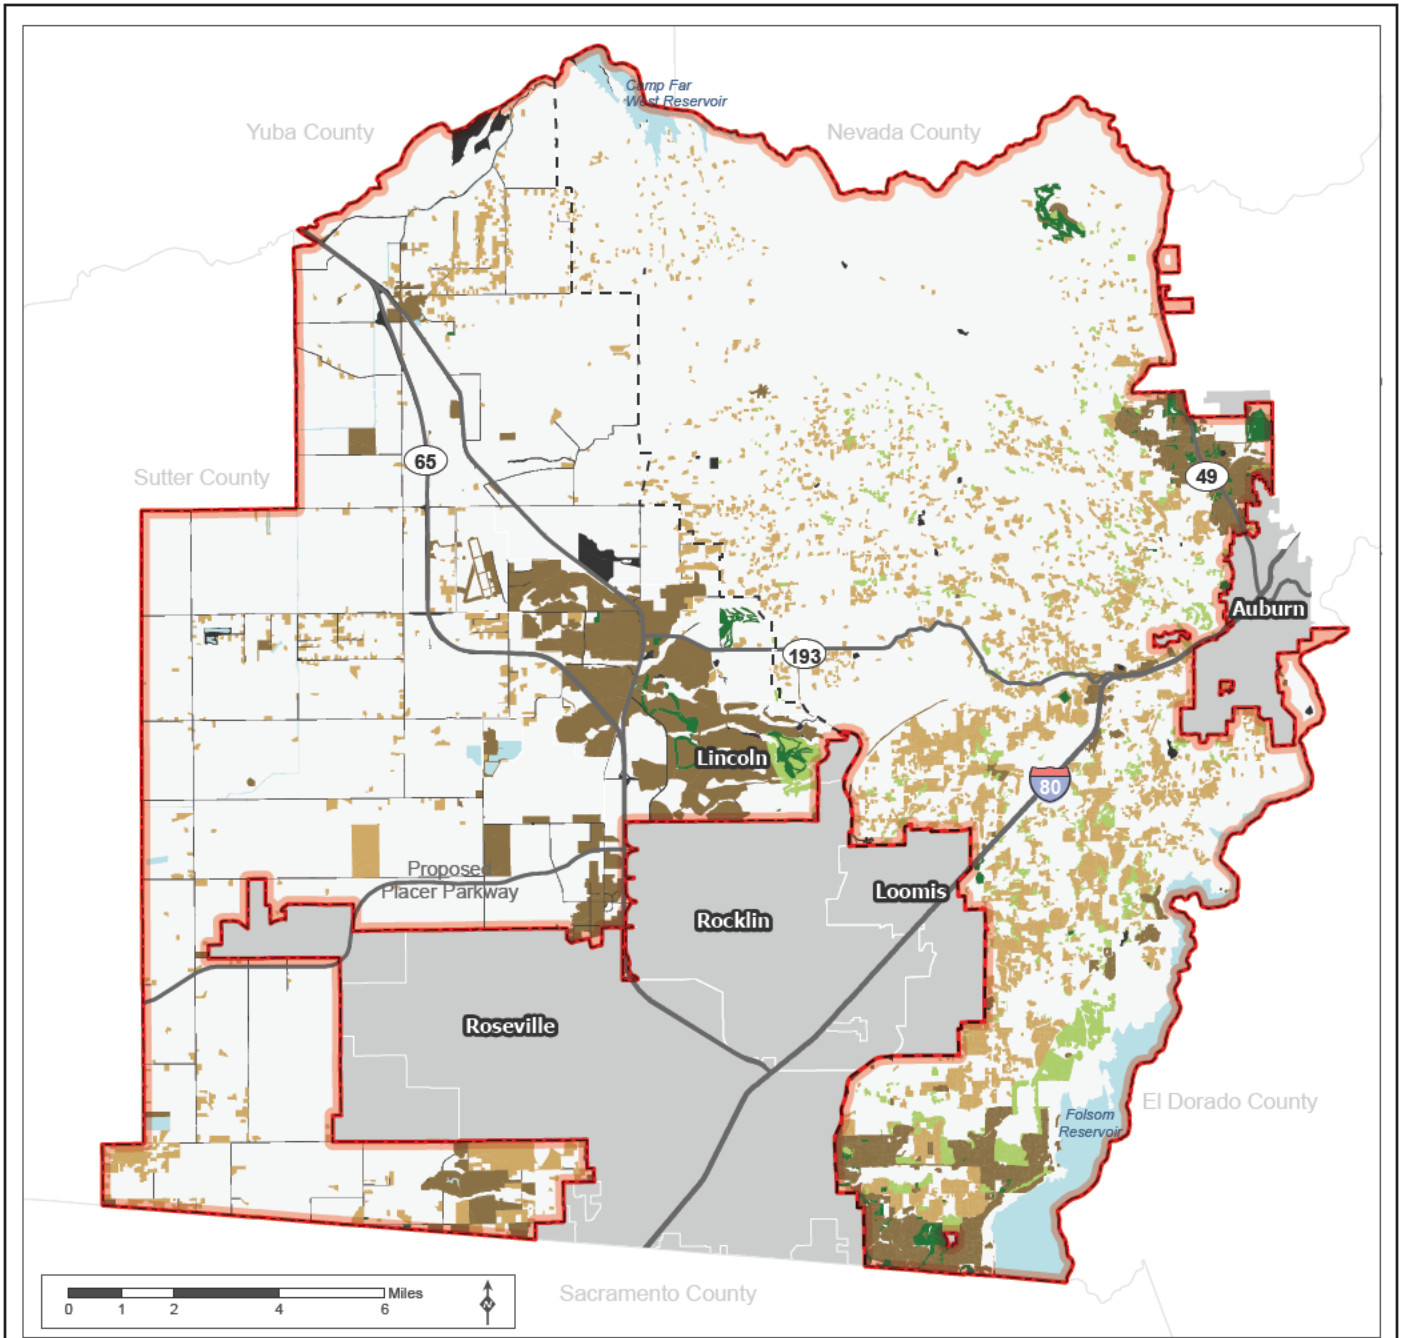 Camp Far
West Reservoir
Yuba County
Nevada County
65
Sutter County
49
Auburn
193
Lincoln
80
Proposed
Placer Parkway
Loomis
Rocklin
Roseville
El Dorado County
Folsom
Reservoir
Sacramento County
Miles
0 1 2 4 6
N